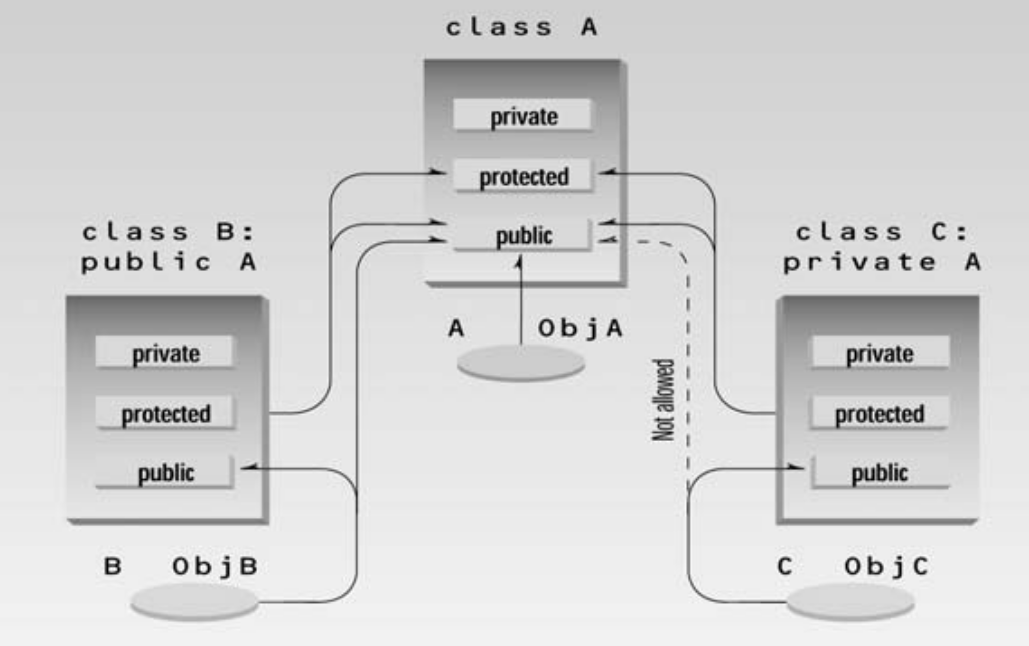 class A
private
protected
public
class B:
public A
private
protected
public
class C:
private A
private
protected
public
A ObjA
Not allowed
B ObjB
C ObjC